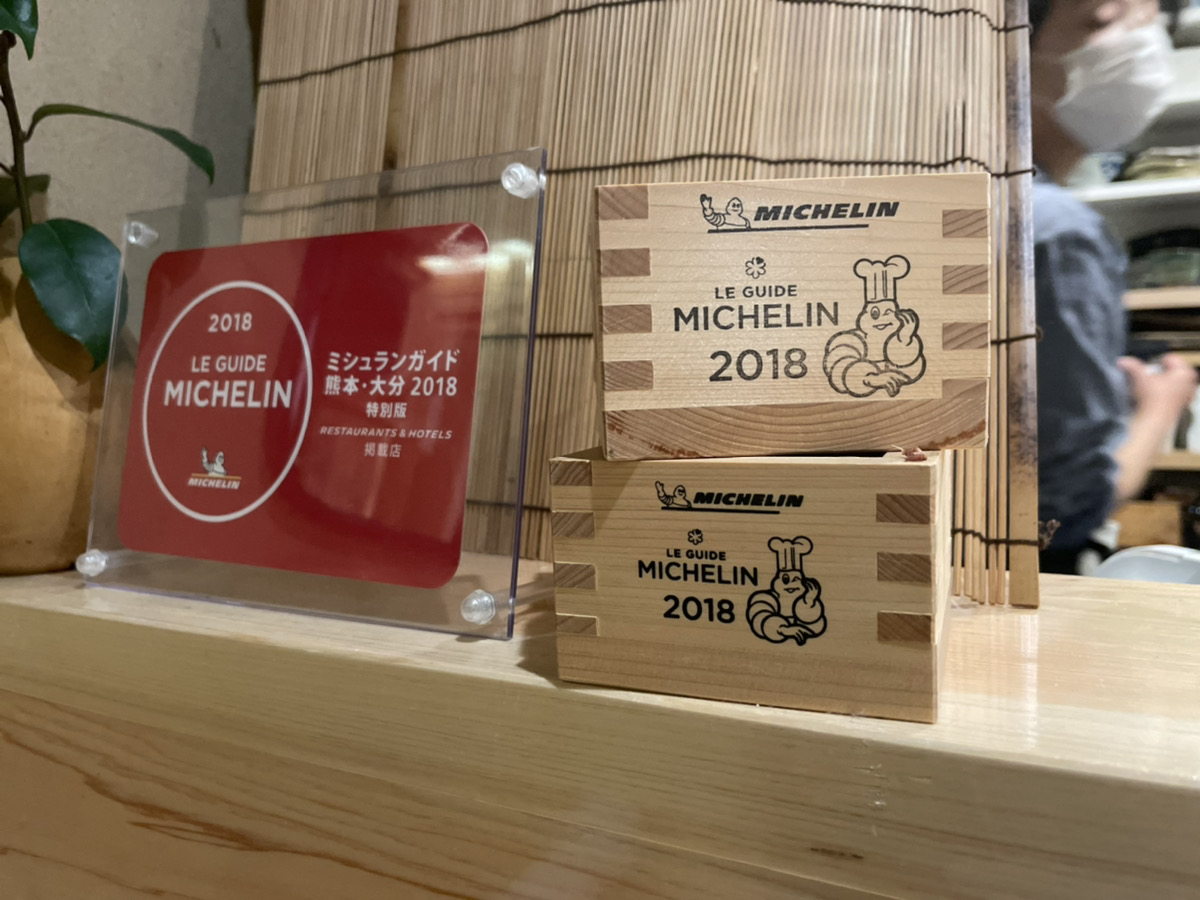 2018
LE GUIDE
MICHELIN
MICHELIN
ミシュランガイド
熊本・大分 2018
特別版
RESTAURANTS & HOTELS
掲載店
MICHELIN
LE GUIDE
MICHELIN
2018
MICHELIN
LE GUIDE
MICHELIN
2018